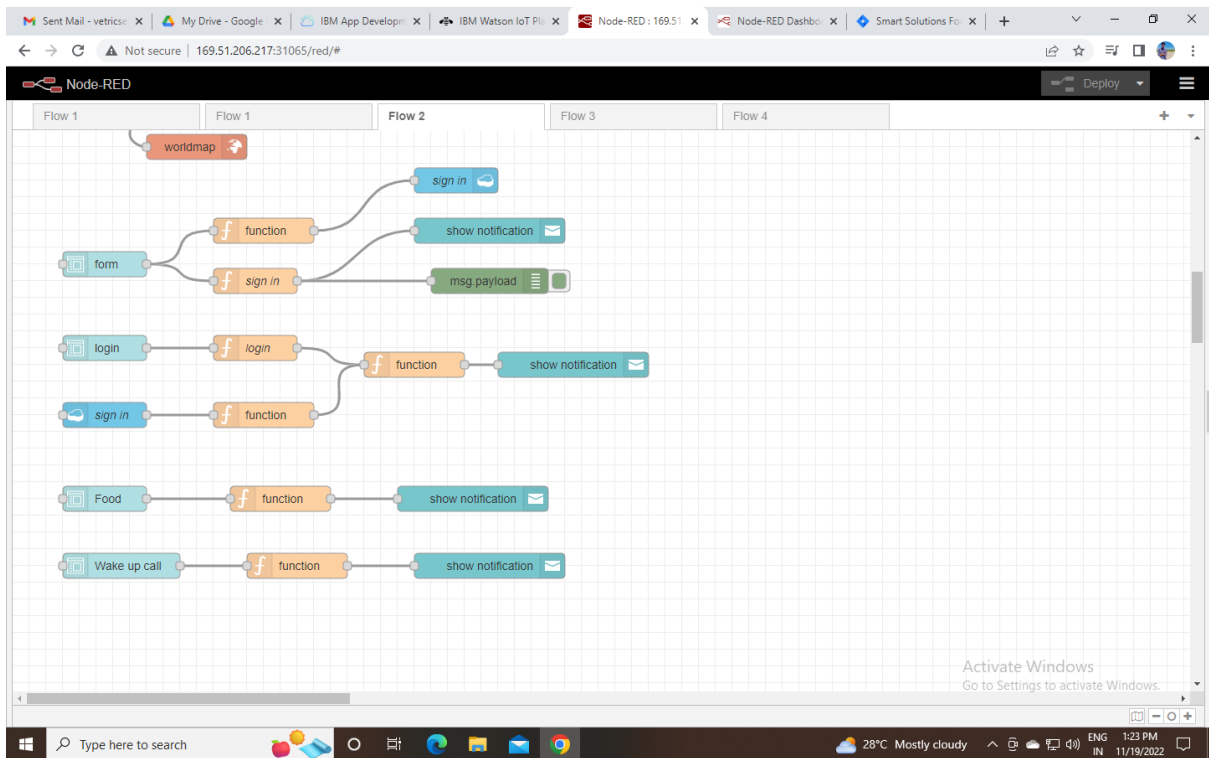 Sent Mail - vetricse
My Drive - Google
IBM App Developm
IBM Watson IoT Pla
Node-RED : 169.51.
Node-RED Dashbo
Smart Solutions Fo
Not secure | 169.51.206.217:31065/red/#
Node-RED
Deploy
Flow 1
Flow 1
Flow 2
Flow 3
Flow 4
worldmap
sign in
function
show notification
form
sign in
msg.payload
login
login
function
show notification
sign in
function
Food
function
show notification
Wake up call
function
show notification
Activate Windows
Go to Settings to activate Windows.
Type here to search
28°C Mostly cloudy
ENG
IN
1:23 PM
11/19/2022